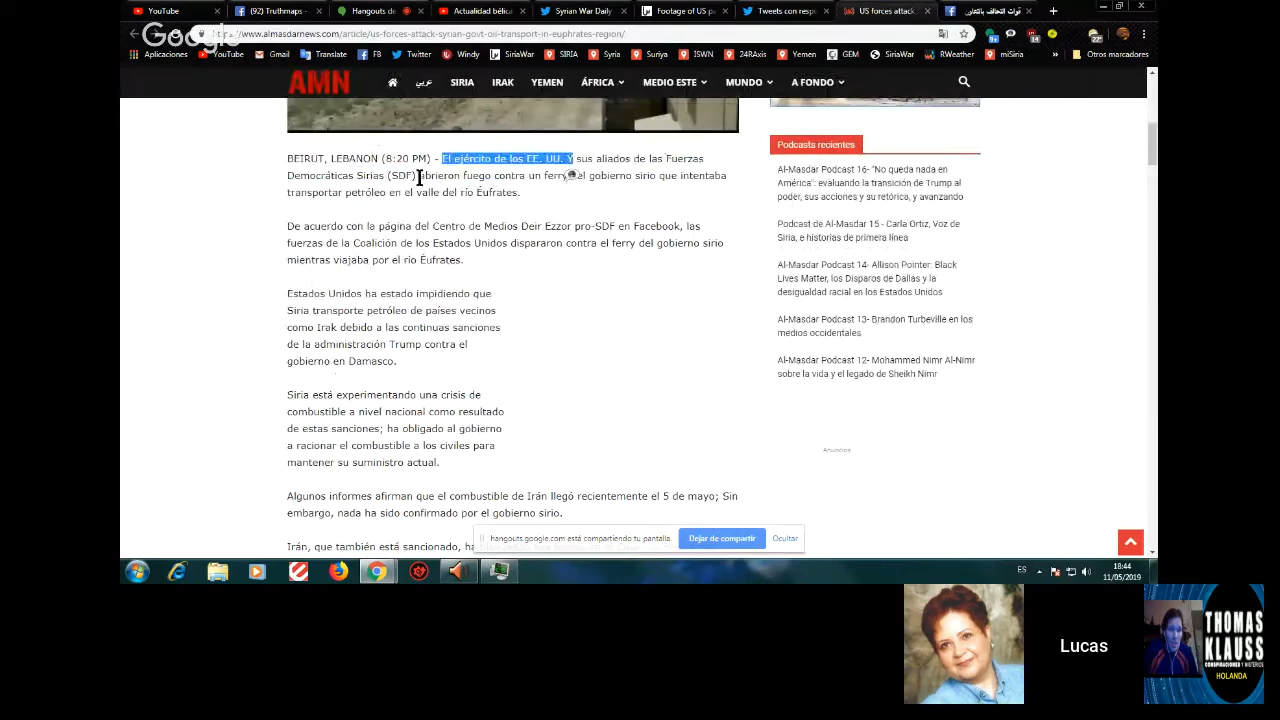 YouTube
(92) Truthmaps -
Hangouts de
Actualidad bélica
Syrian War Daily
Footage of US p
Tweets con resp
US forces attack
قوات التحالف بالتعاون
Google
https://www.almasdarnews.com/article/us-forces-attack-syrian-govt-oil-transport-in-euphrates-region/
Aplicaciones
YouTube
Translate
FB
Twitter
Windy
SiriaWar
SIRIA
Syria
Suriya
ISWN
24RAxis
Yemen
GEM
SiriaWar
RWeather
miSiria
Otros marcadores
AMN
عربي
SIRIA
IRAK
YEMEN
ÁFRICA
MEDIO ESTE
MUNDO
A FONDO
BEIRUT, LEBANON (8:20 PM) - El ejército de los EE. UU. Y sus aliados de las Fuerzas
Democráticas Sirias (SDF) abrieron fuego contra un ferry del gobierno sirio que intentaba
transportar petróleo en el valle del río Éufrates.
De acuerdo con la página del Centro de Medios Deir Ezzor pro-SDF en Facebook, las
fuerzas de la Coalición de los Estados Unidos dispararon contra el ferry del gobierno sirio
mientras viajaba por el río Éufrates.
Estados Unidos ha estado impidiendo que
Siria transporte petróleo de países vecinos
como Irak debido a las continuas sanciones
de la administración Trump contra el
gobierno en Damasco.
Siria está experimentando una crisis de
combustible a nivel nacional como resultado
de estas sanciones; ha obligado al gobierno
a racionar el combustible a los civiles para
mantener su suministro actual.
Algunos informes afirman que el combustible de Irán llegó recientemente el 5 de mayo; Sin
embargo, nada ha sido confirmado por el gobierno sirio.
Irán, que también está sancionado, ha
Podcasts recientes
Al-Masdar Podcast 16- "No queda nada en
América": evaluando la transición de Trump al
poder, sus acciones y su retórica, y avanzando
Podcast de Al-Masdar 15 - Carla Ortiz, Voz de
Siria, e historias de primera línea
Al-Masdar Podcast 14- Allison Pointer: Black
Lives Matter, los Disparos de Dallas y la
desigualdad racial en los Estados Unidos
Al-Masdar Podcast 13- Brandon Turbeville en los
medios occidentales
Al-Masdar Podcast 12- Mohammed Nimr Al-Nimr
sobre la vida y el legado de Sheikh Nimr
Anuncios
hangouts.google.com está compartiendo tu pantalla.
Dejar de compartir
Ocultar
ES
18:44
11/05/2019
Lucas
THOMAS
KLAUSS
CONSPIRACIONES Y MISTERIOS
HOLANDA